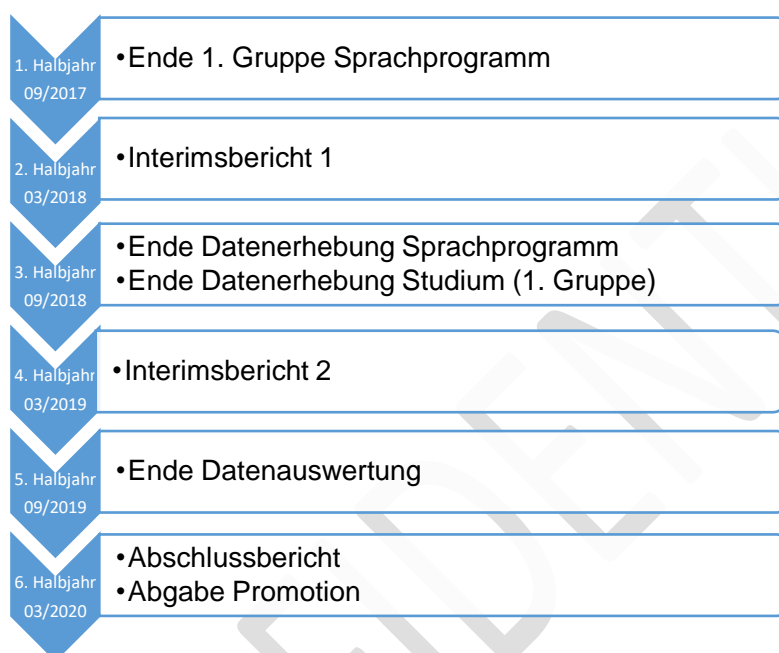 1. Halbjahr
09/2017
•Ende 1. Gruppe Sprachprogramm
2. Halbjahr
03/2018
•Interimsbericht 1
3. Halbjahr
09/2018
•Ende Datenerhebung Sprachprogramm
•Ende Datenerhebung Studium (1. Gruppe)
4. Halbjahr
03/2019
•Interimsbericht 2
5. Halbjahr
09/2019
•Ende Datenauswertung
6. Halbjahr
03/2020
•Abschlussbericht
•Abgabe Promotion